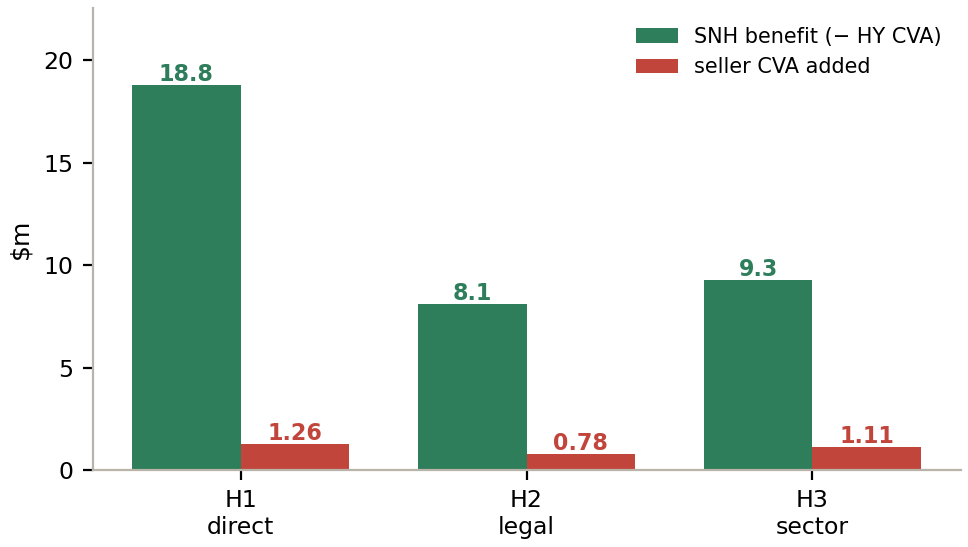 SNH benefit (− HY CVA)
seller CVA added
$m
20
15
10
5
0
18.8
1.26
8.1
0.78
9.3
1.11
H1
direct
H2
legal
H3
sector